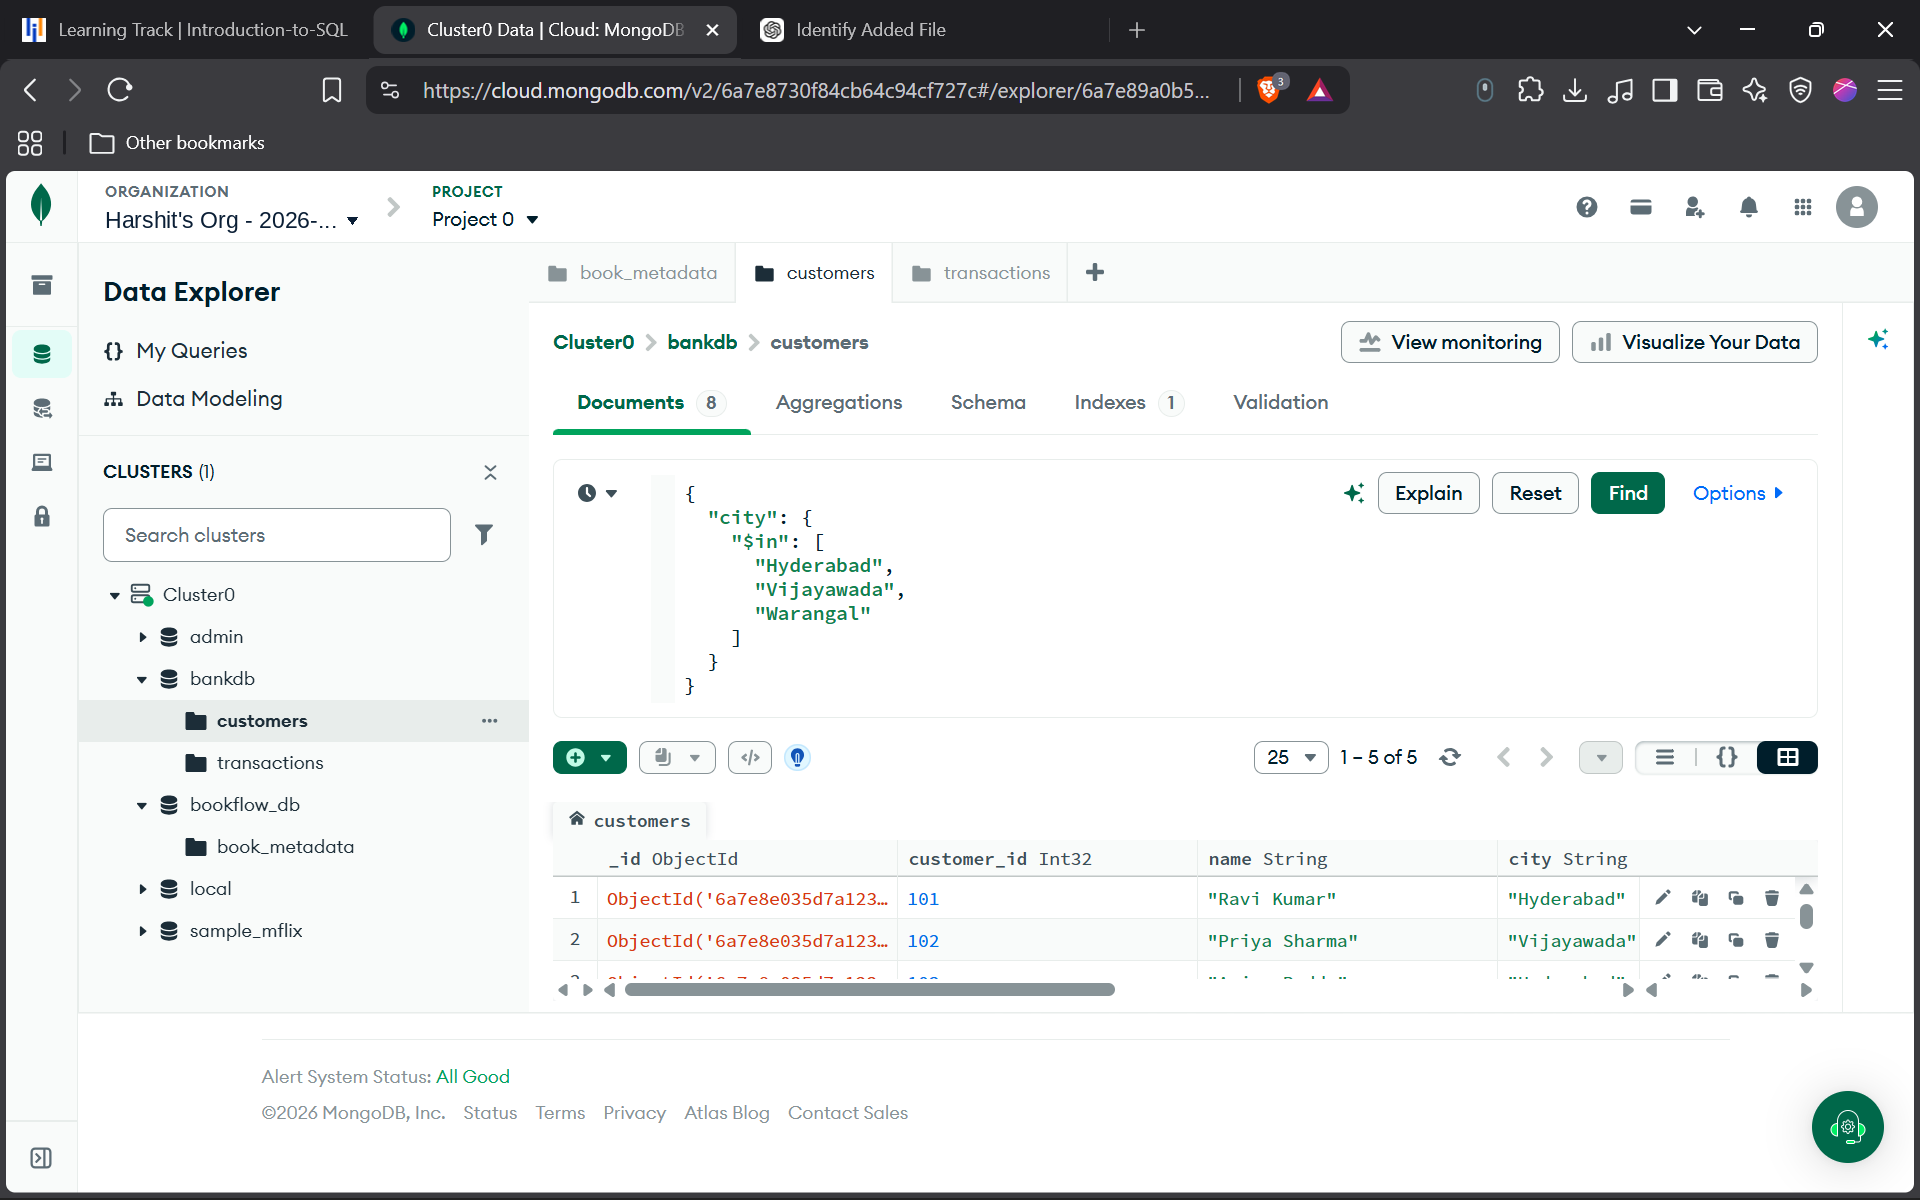 Learning Track | Introduction-to-SQL
Cluster0 Data | Cloud: MongoDB
Identify Added File
https://cloud.mongodb.com/v2/6a7e8730f84cb64c94cf727c#/explorer/6a7e89a0b5...
3
Other bookmarks
ORGANIZATION
Harshit's Org - 2026-...
PROJECT
Project 0
Data Explorer
My Queries
Data Modeling
CLUSTERS (1)
Search clusters
Cluster0
admin
bankdb
customers
transactions
bookflow_db
book_metadata
local
sample_mflix
book_metadata
customers
transactions
Cluster0 > bankdb > customers
View monitoring
Visualize Your Data
Documents 8
Aggregations
Schema
Indexes 1
Validation
{
"city": {
"$in": [
"Hyderabad",
"Vijayawada",
"Warangal"
]
}
}
Explain
Reset
Find
Options
25
1 – 5 of 5
customers
_id ObjectId customer_id Int32 name String city String
1 ObjectId('6a7e8e035d7a123… 101 "Ravi Kumar" "Hyderabad"
2 ObjectId('6a7e8e035d7a123… 102 "Priya Sharma" "Vijayawada"
Alert System Status: All Good
©2026 MongoDB, Inc. Status Terms Privacy Atlas Blog Contact Sales